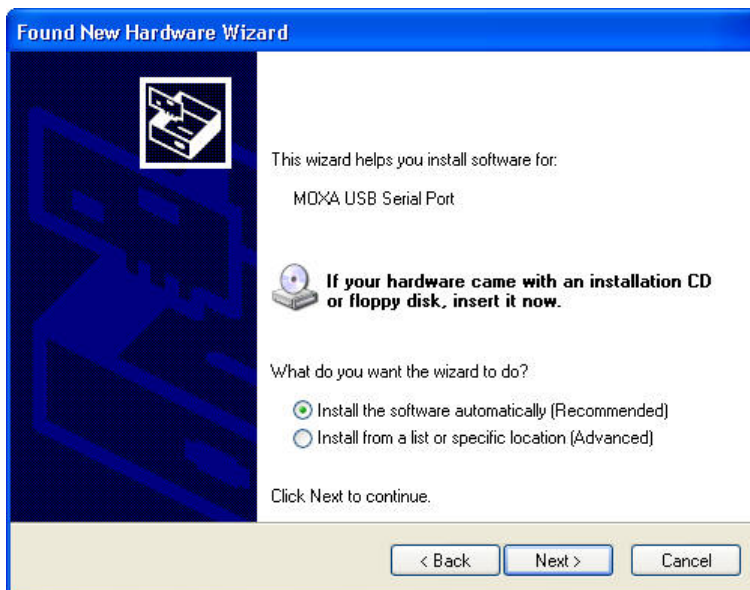 Found New Hardware Wizard
This wizard helps you install software for:
MOXA USB Serial Port
If your hardware came with an installation CD
or floppy disk, insert it now.
What do you want the wizard to do?
Install the software automatically (Recommended)
Install from a list or specific location (Advanced)
Click Next to continue.
< Back Next > Cancel